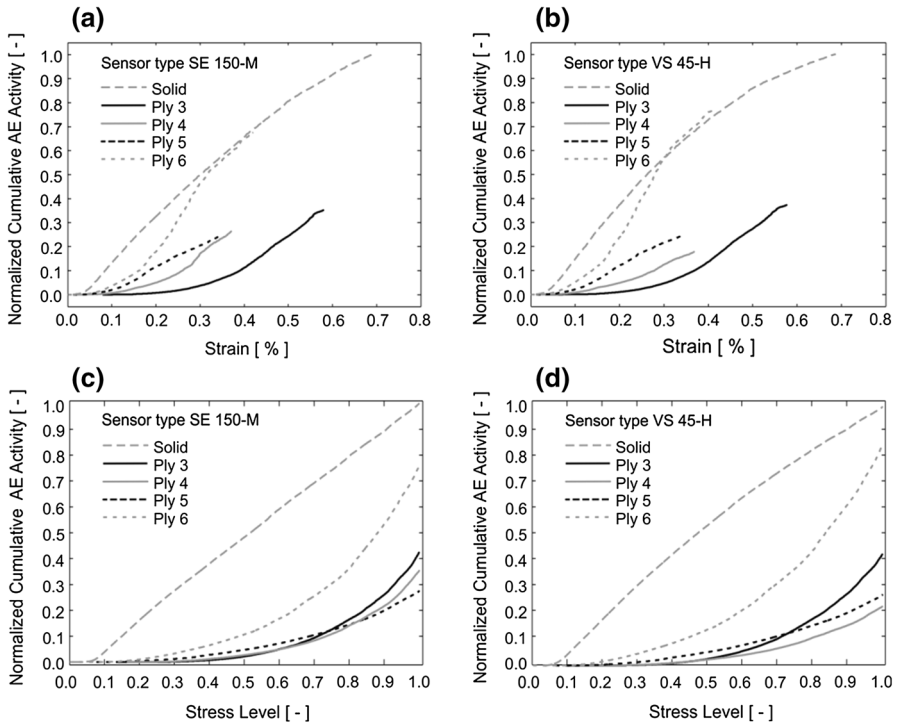 (a)
Normalized Cumulative AE Activity [ - ]
1.0
0.9
0.8
0.7
0.6
0.5
0.4
0.3
0.2
0.1
0.0
Sensor type SE 150-M
Solid
Ply 3
Ply 4
Ply 5
Ply 6
0.0 0.1 0.2 0.3 0.4 0.5 0.6 0.7 0.8
Strain [ % ]
(b)
Normalized Cumulative AE Activity [ - ]
1.0
0.9
0.8
0.7
0.6
0.5
0.4
0.3
0.2
0.1
0.0
Sensor type VS 45-H
Solid
Ply 3
Ply 4
Ply 5
Ply 6
0.0 0.1 0.2 0.3 0.4 0.5 0.6 0.7 0.8
Strain [ % ]
(c)
Normalized Cumulative AE Activity [ - ]
1.0
0.9
0.8
0.7
0.6
0.5
0.4
0.3
0.2
0.1
0.0
Sensor type SE 150-M
Solid
Ply 3
Ply 4
Ply 5
Ply 6
0.0 0.1 0.2 0.3 0.4 0.5 0.6 0.7 0.8 0.9 1.0
Stress Level [ - ]
(d)
Normalized Cumulative AE Activity [ - ]
1.0
0.9
0.8
0.7
0.6
0.5
0.4
0.3
0.2
0.1
0.0
Sensor type VS 45-H
Solid
Ply 3
Ply 4
Ply 5
Ply 6
0.0 0.1 0.2 0.3 0.4 0.5 0.6 0.7 0.8 0.9 1.0
Stress Level [ - ]